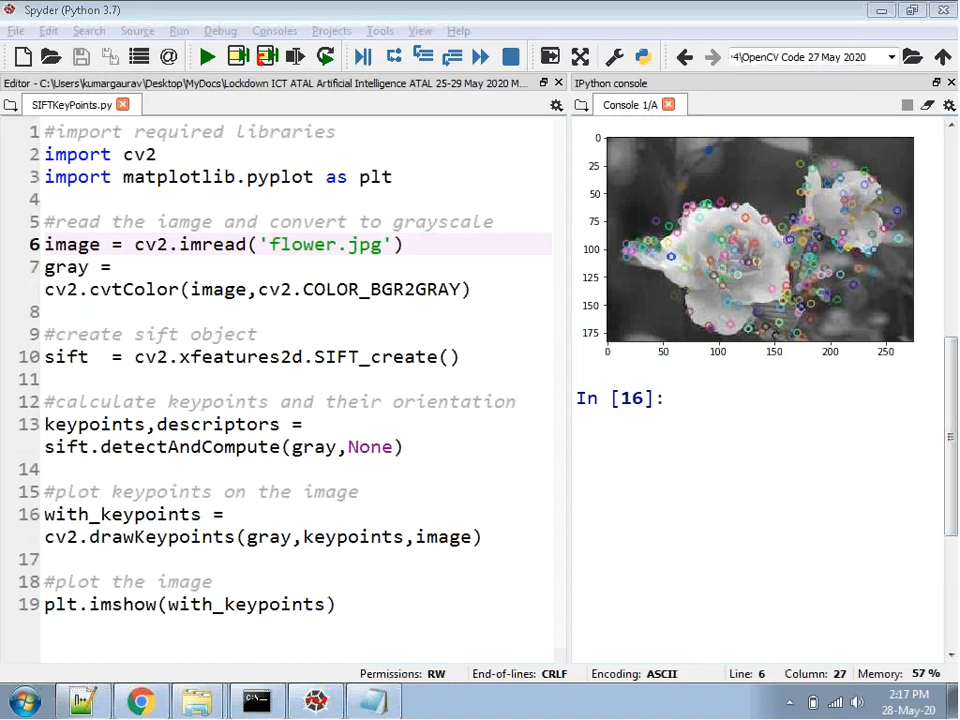 Spyder (Python 3.7)
File Edit Search Source Run Debug Consoles Projects Tools View Help
4\OpenCV Code 27 May 2020
Editor - C:\Users\kumargaurav\Desktop\MyDocs\Lockdown ICT ATAL Artificial Intelligence ATAL 25-29 May 2020 M...
IPython console
SIFTKeyPoints.py
Console 1/A
1 #import required libraries
2 import cv2
3 import matplotlib.pyplot as plt
4
5 #read the iamge and convert to grayscale
6 image = cv2.imread('flower.jpg')
7 gray =
cv2.cvtColor(image,cv2.COLOR_BGR2GRAY)
8
9 #create sift object
10 sift  = cv2.xfeatures2d.SIFT_create()
11
12 #calculate keypoints and their orientation
13 keypoints,descriptors =
sift.detectAndCompute(gray,None)
14
15 #plot keypoints on the image
16 with_keypoints =
cv2.drawKeypoints(gray,keypoints,image)
17
18 #plot the image
19 plt.imshow(with_keypoints)
0
25
50
75
100
125
150
175
0 50 100 150 200 250
In [16]:
Permissions: RW End-of-lines: CRLF Encoding: ASCII Line: 6 Column: 27 Memory: 57 %
2:17 PM
28-May-20